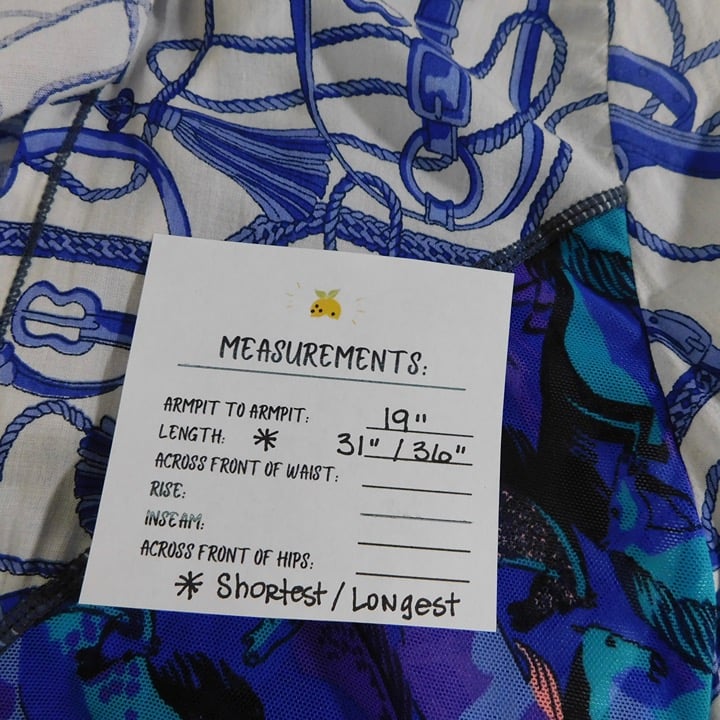 MEASUREMENTS:
ARMPIT TO ARMPIT: 19"
LENGTH: * 31" / 36"
ACROSS FRONT OF WAIST:
RISE:
INSEAM:
ACROSS FRONT OF HIPS:
* Shortest / Longest